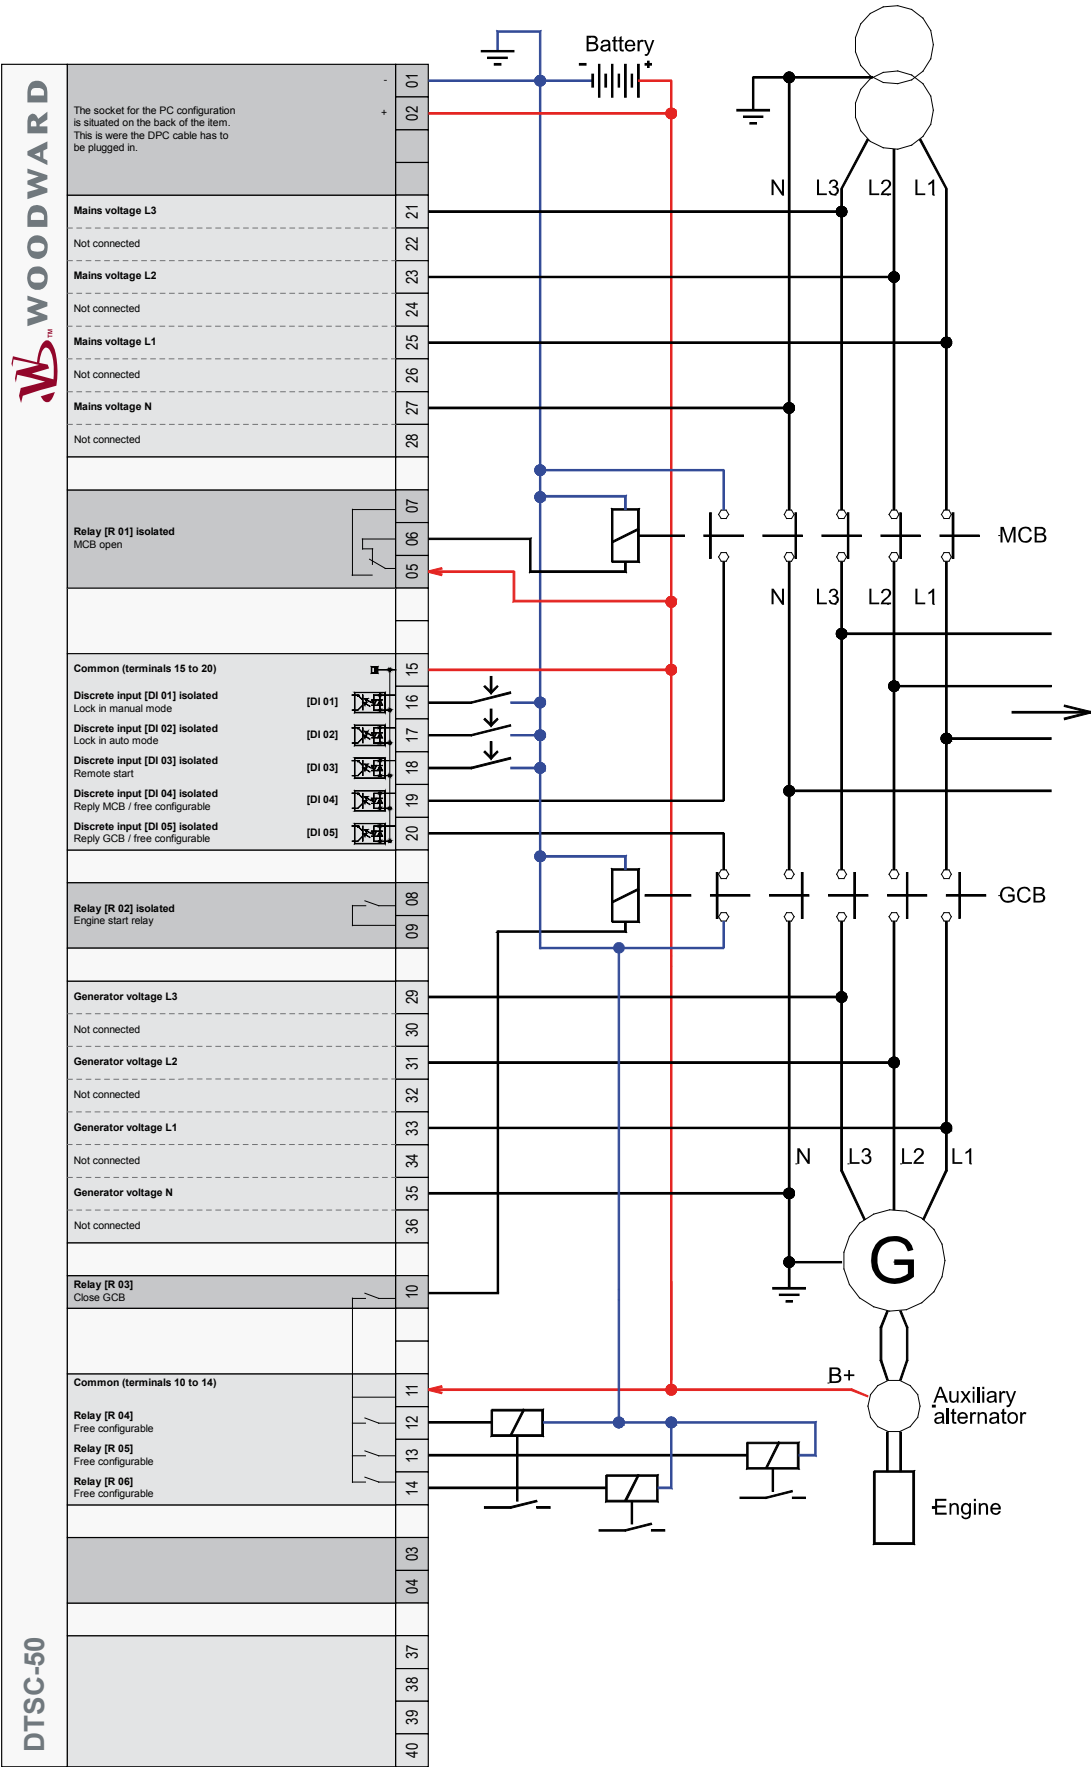 WOODWARD
TM
DTSC-50
Battery
- +
- 01
The socket for the PC configuration
is situated on the back of the item.
This is were the DPC cable has to
be plugged in.
+ 02
N L3 L2 L1
Mains voltage L3 21
Not connected 22
Mains voltage L2 23
Not connected 24
Mains voltage L1 25
Not connected 26
Mains voltage N 27
Not connected 28
07
Relay [R 01] isolated
MCB open
06
05
MCB
N L3 L2 L1
Common (terminals 15 to 20) 15
Discrete input [DI 01] isolated
Lock in manual mode
[DI 01] 16
Discrete input [DI 02] isolated
Lock in auto mode
[DI 02] 17
Discrete input [DI 03] isolated
Remote start
[DI 03] 18
Discrete input [DI 04] isolated
Reply MCB / free configurable
[DI 04] 19
Discrete input [DI 05] isolated
Reply GCB / free configurable
[DI 05] 20
Relay [R 02] isolated
Engine start relay
08
09
GCB
Generator voltage L3 29
Not connected 30
Generator voltage L2 31
Not connected 32
Generator voltage L1 33
Not connected 34
Generator voltage N 35
Not connected 36
N L3 L2 L1
G
Relay [R 03]
Close GCB
10
Common (terminals 10 to 14) 11
Relay [R 04]
Free configurable
12
Relay [R 05]
Free configurable
13
Relay [R 06]
Free configurable
14
B+
Auxiliary
alternator
Engine
03
04
37
38
39
40